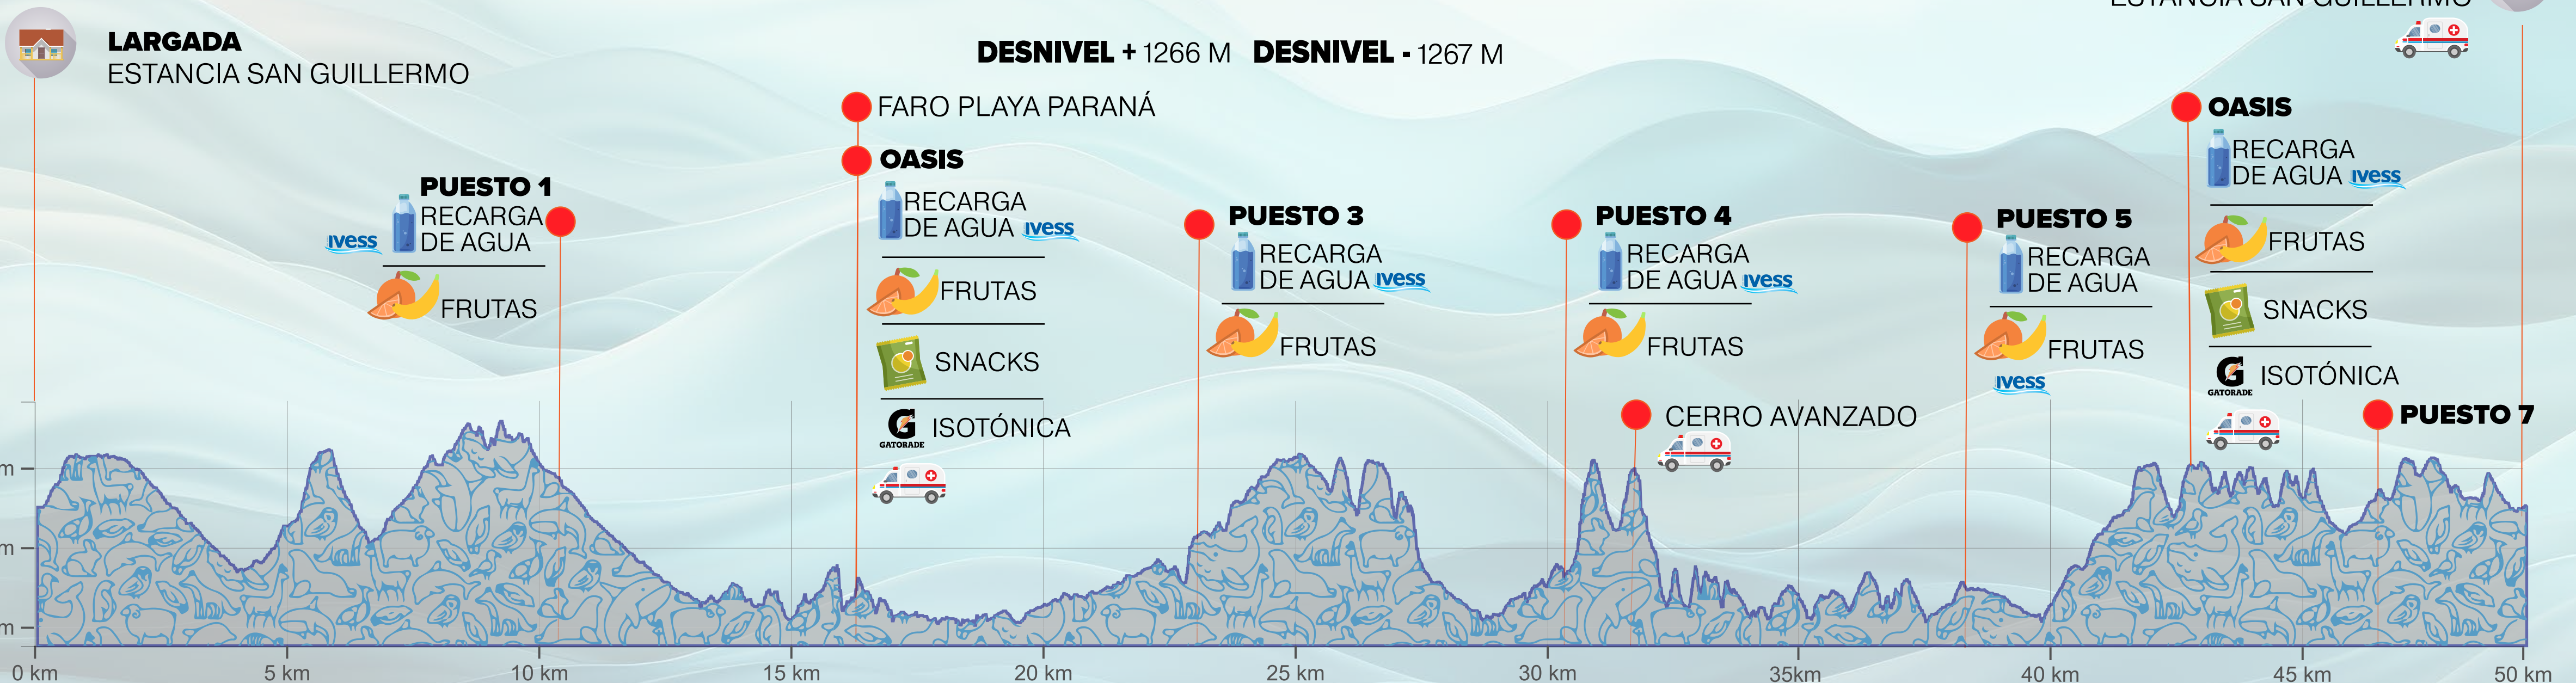 LARGADA
ESTANCIA SAN GUILLERMO
DESNIVEL + 1266 M DESNIVEL - 1267 M
ESTANCIA SAN GUILLERMO
PUESTO 1
RECARGA
DE AGUA
ivess
FRUTAS
FARO PLAYA PARANÁ
OASIS
RECARGA
DE AGUA ivess
FRUTAS
SNACKS
G
GATORADE
ISOTÓNICA
PUESTO 3
RECARGA
DE AGUA ivess
FRUTAS
PUESTO 4
RECARGA
DE AGUA ivess
FRUTAS
CERRO AVANZADO
PUESTO 5
RECARGA
DE AGUA
FRUTAS
ivess
OASIS
RECARGA
DE AGUA ivess
FRUTAS
SNACKS
G
GATORADE
ISOTÓNICA
PUESTO 7
m
m
m
0 km 5 km 10 km 15 km 20 km 25 km 30 km 35km 40 km 45 km 50 km